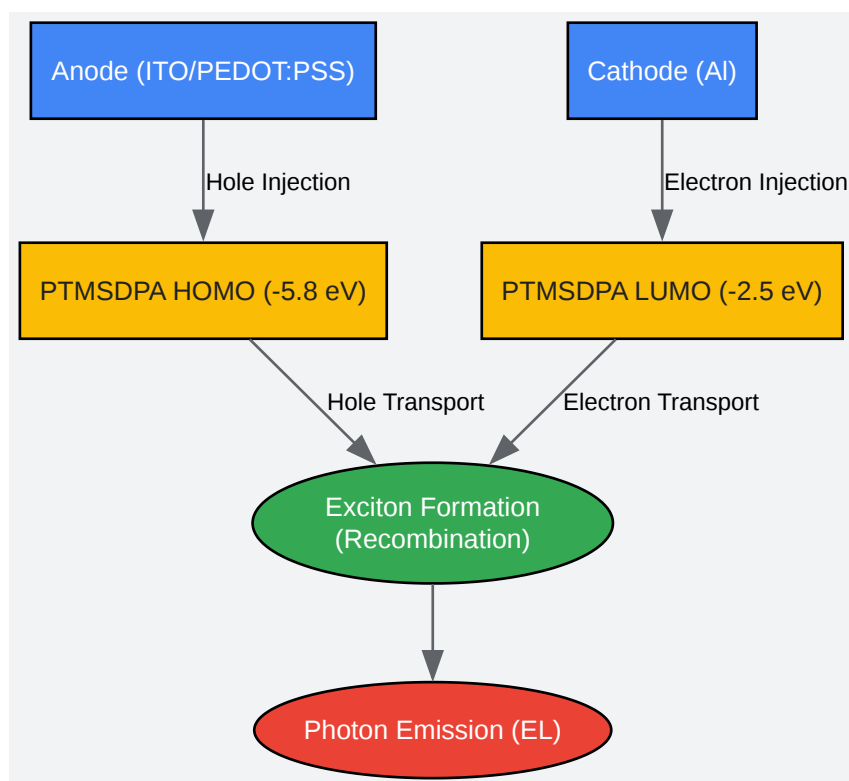 Anode (ITO/PEDOT:PSS)
Cathode (Al)
Hole Injection
Electron Injection
PTMSDPA HOMO (-5.8 eV)
PTMSDPA LUMO (-2.5 eV)
Hole Transport
Electron Transport
Exciton Formation
(Recombination)
Photon Emission (EL)